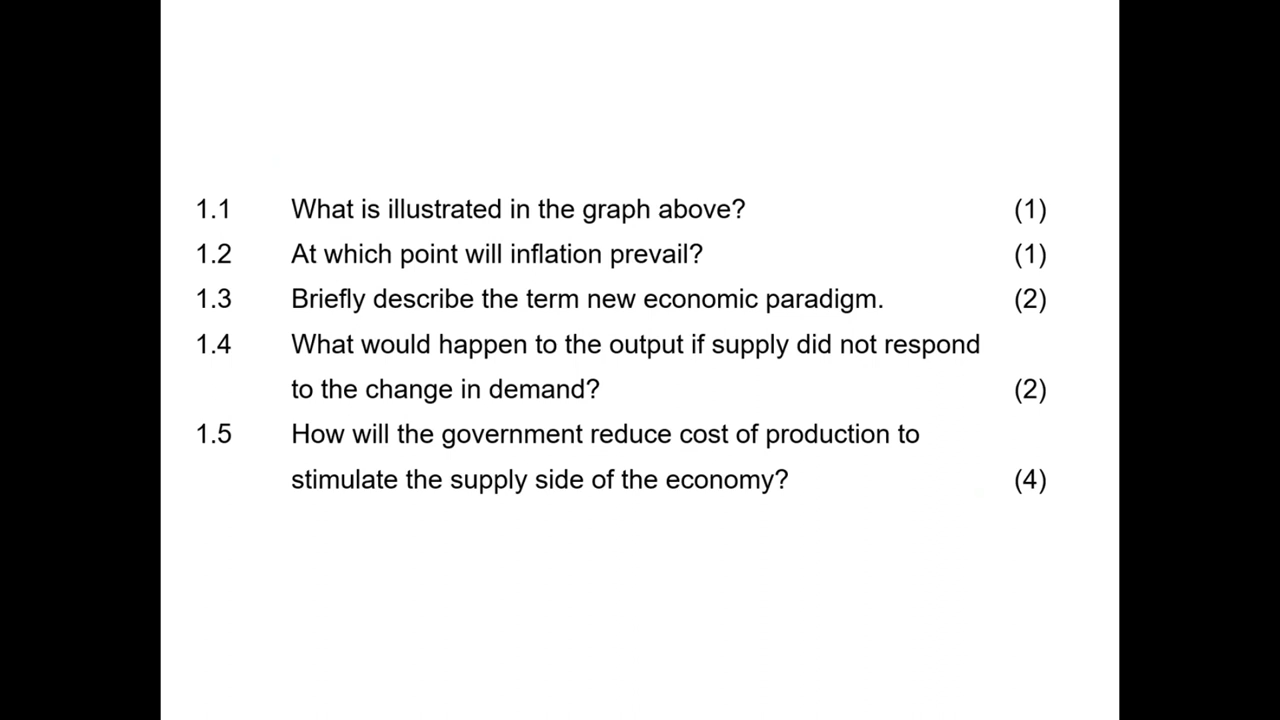 1.1 What is illustrated in the graph above? (1)
1.2 At which point will inflation prevail? (1)
1.3 Briefly describe the term new economic paradigm. (2)
1.4 What would happen to the output if supply did not respond
to the change in demand? (2)
1.5 How will the government reduce cost of production to
stimulate the supply side of the economy? (4)